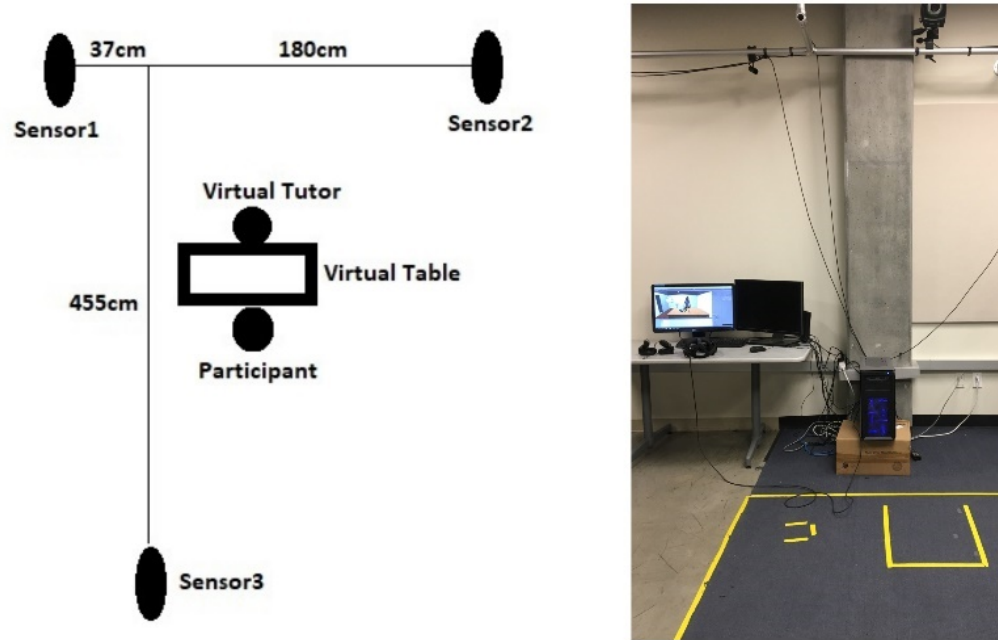 37cm
180cm
Sensor1
Sensor2
Virtual Tutor
Virtual Table
455cm
Participant
Sensor3